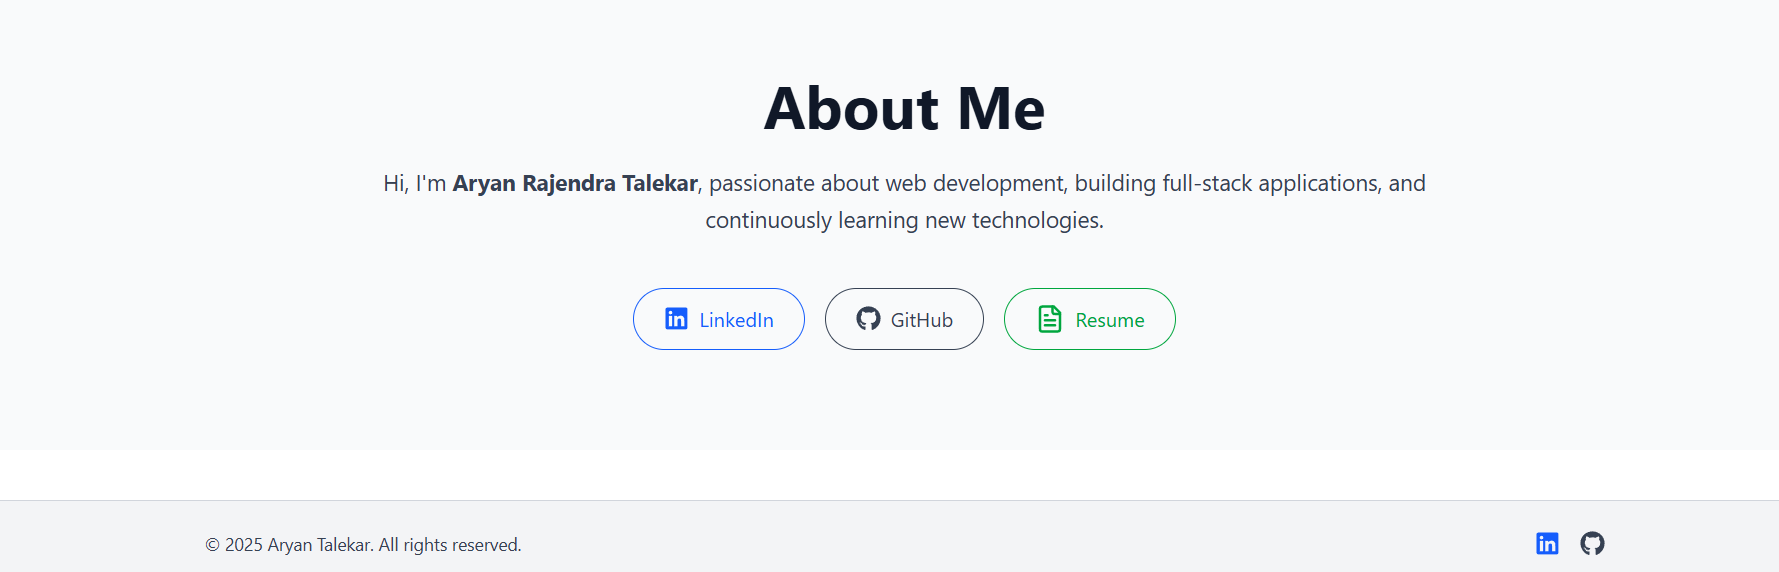 About Me
Hi, I'm Aryan Rajendra Talekar, passionate about web development, building full-stack applications, and
continuously learning new technologies.
LinkedIn
GitHub
Resume
© 2025 Aryan Talekar. All rights reserved.